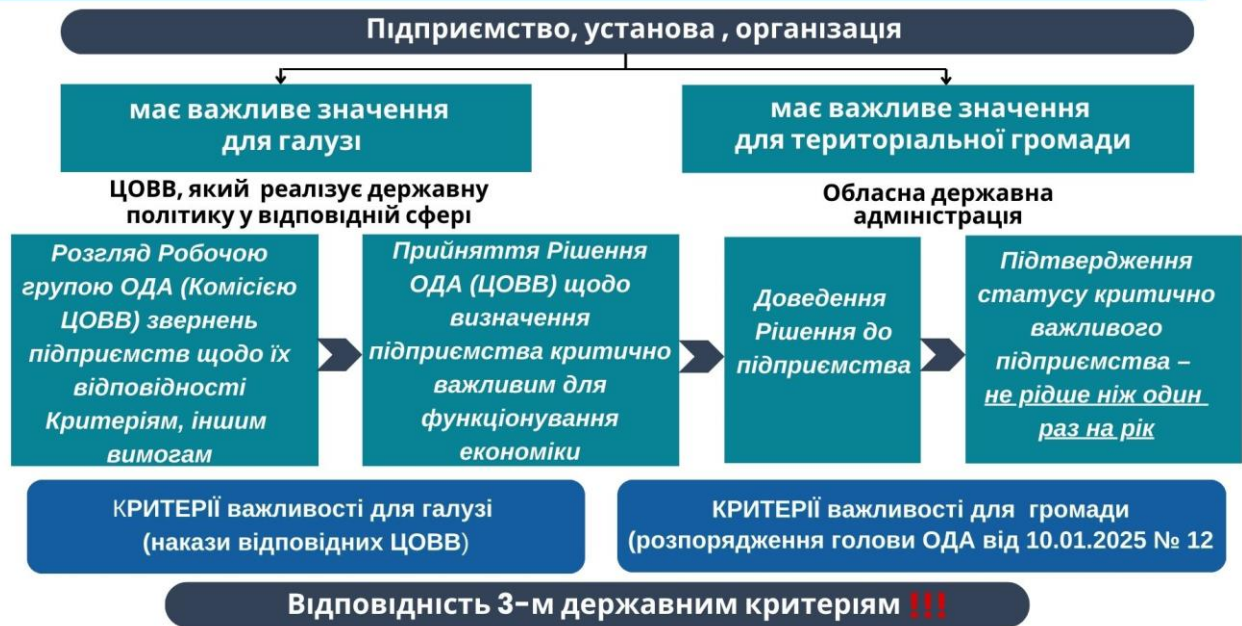 Підприємство, установа , організація
має важливе значення
для галузі
має важливе значення
для територіальної громади
ЦОВВ, який реалізує державну
політику у відповідній сфері
Обласна державна
адміністрація
Розгляд Робочою
групою ОДА (Комісією
ЦОВВ) звернень
підприємств щодо їх
відповідності
Критеріям, іншим
вимогам
Прийняття Рішення
ОДА (ЦОВВ) щодо
визначення
підприємства критично
важливим для
функціонування
економіки
Доведення
Рішення до
підприємства
Підтвердження
статусу критично
важливого
підприємства –
не рідше ніж один
раз на рік
КРИТЕРІЇ важливості для галузі
(накази відповідних ЦОВВ)
КРИТЕРІЇ важливості для громади
(розпорядження голови ОДА від 10.01.2025 № 12
Відповідність 3-м державним критеріям !!!